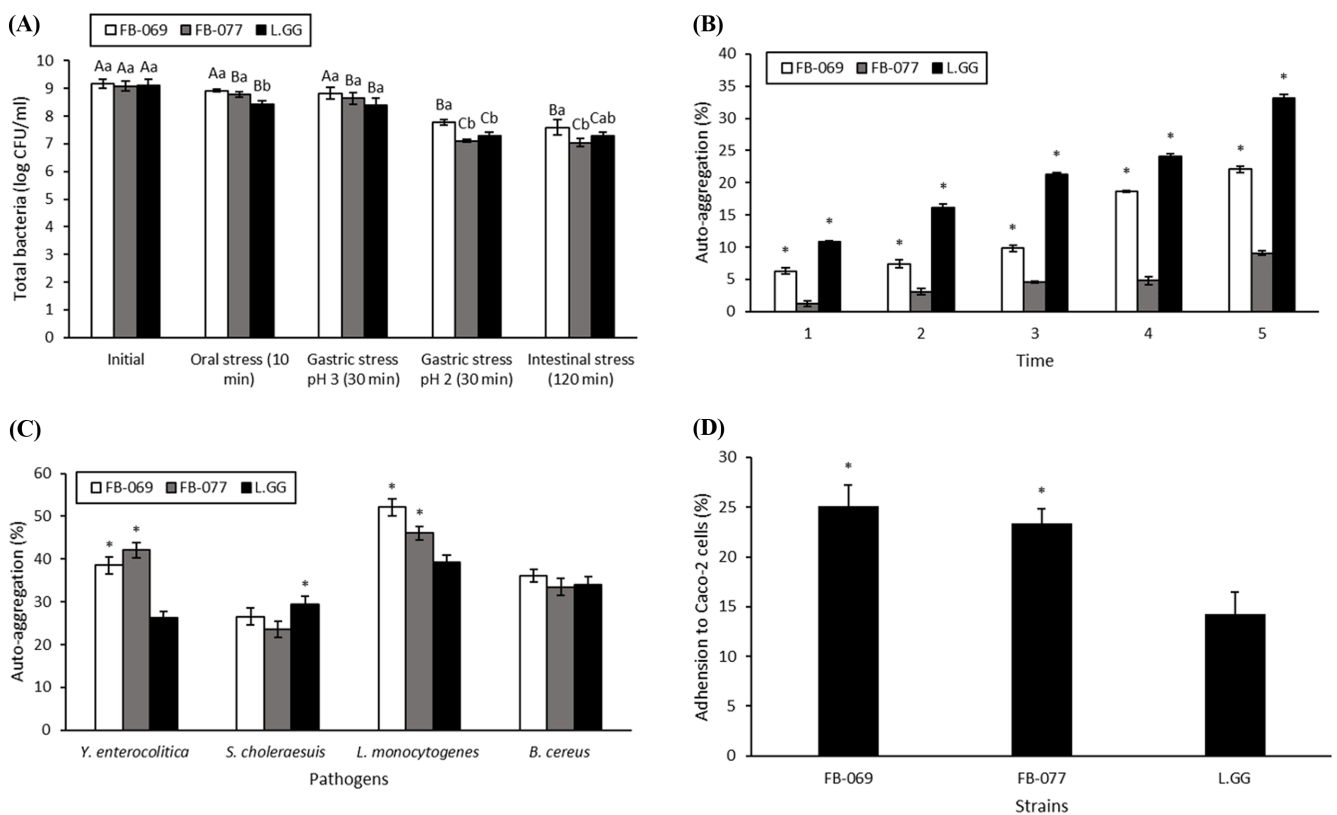 (A)
FB-069 FB-077 L.GG
Total bacteria (log CFU/ml)
10
9
8
7
6
5
4
3
2
1
0
Aa Aa Aa
Aa Ba Bb
Aa Ba Ba
Ba Cb Cb
Ba Cb Cab
Initial
Oral stress (10
min)
Gastric stress
pH 3 (30 min)
Gastric stress
pH 2 (30 min)
Intestinal stress
(120 min)
(B)
FB-069 FB-077 L.GG
Auto-aggregation (%)
40
35
30
25
20
15
10
5
0
* *
* *
* *
* *
* *
1 2 3 4 5
Time
(C)
FB-069 FB-077 L.GG
Auto-aggregation (%)
60
50
40
30
20
10
0
* *
*
* *
Y. enterocolitica S. choleraesuis L. monocytogenes B. cereus
Pathogens
(D)
Adhension to Caco-2 cells (%)
30
25
20
15
10
5
0
* *
FB-069 FB-077 L.GG
Strains